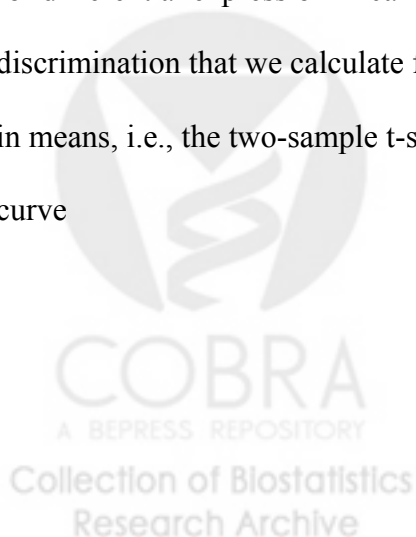 discrimination that we calculate
in means, i.e., the two-sample t-s
curve
COBRA
A BEPRESS REPOSITORY
Collection of Biostatistics
Research Archive